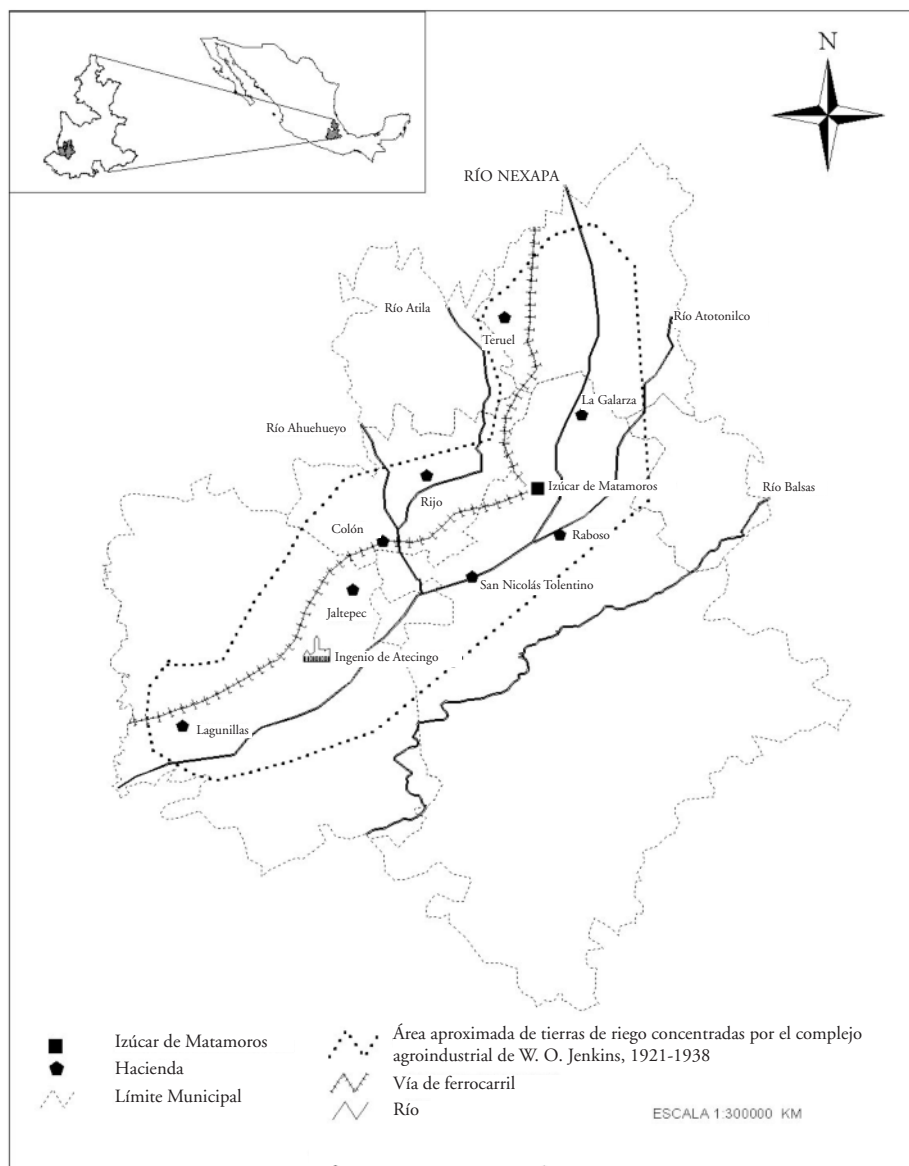 N
RÍO NEXAPA
Río Atila
Río Atotonilco
Teruel
La Galarza
Río Ahuehueyo
Izúcar de Matamoros
Río Balsas
Rijo
Colón
Raboso
San Nicolás Tolentino
Jaltepec
Ingenio de Atecingo
Lagunillas
Izúcar de Matamoros
Hacienda
Límite Municipal
Área aproximada de tierras de riego concentradas por el complejo
agroindustrial de W. O. Jenkins, 1921-1938
Vía de ferrocarril
Río
ESCALA 1:300000 KM